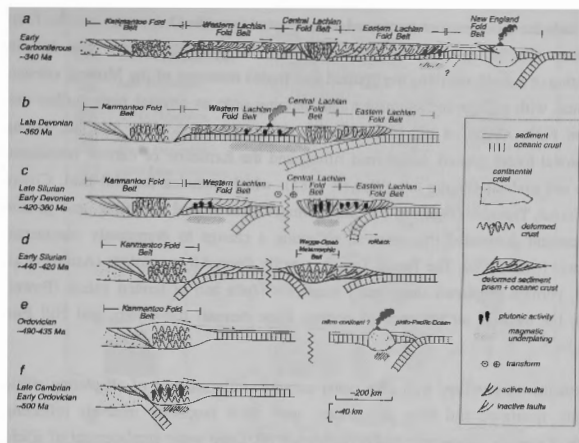 a
Early
Carboniferous
~340 Ma
Kanmantoo Fold
Belt
Western Lachlan
Fold Belt
Central Lachlan
Fold Belt
Eastern Lachlan
Fold Belt
New England
Fold
Belt
?
b
Late Devonian
~360 Ma
Kanmantoo Fold
Belt
Western Lachlan
Fold Belt
Central Lachlan
Fold Belt
Eastern Lachlan
Fold Belt
c
Late Silurian
Early Devonian
~420-380 Ma
Kanmantoo Fold
Belt
Western Lachlan
Fold Belt
Central
Lachlan
Fold Belt
Eastern Lachlan
Fold Belt
rollback
d
Early Silurian
~440-420 Ma
Kanmantoo Fold
Belt
Wagga-Omeo
Metamorphic
Belt
e
Ordovician
~490-435 Ma
Kanmantoo Fold
Belt
micro continent ?
proto-Pacific Ocean
f
Late Cambrian
Early Ordovician
~500 Ma
~200 km
~40 km
sediment
oceanic crust
continental
crust
deformed
crust
deformed sediment
prism + oceanic crust
plutonic activity
magmatic
underplating
transform
active faults
inactive faults